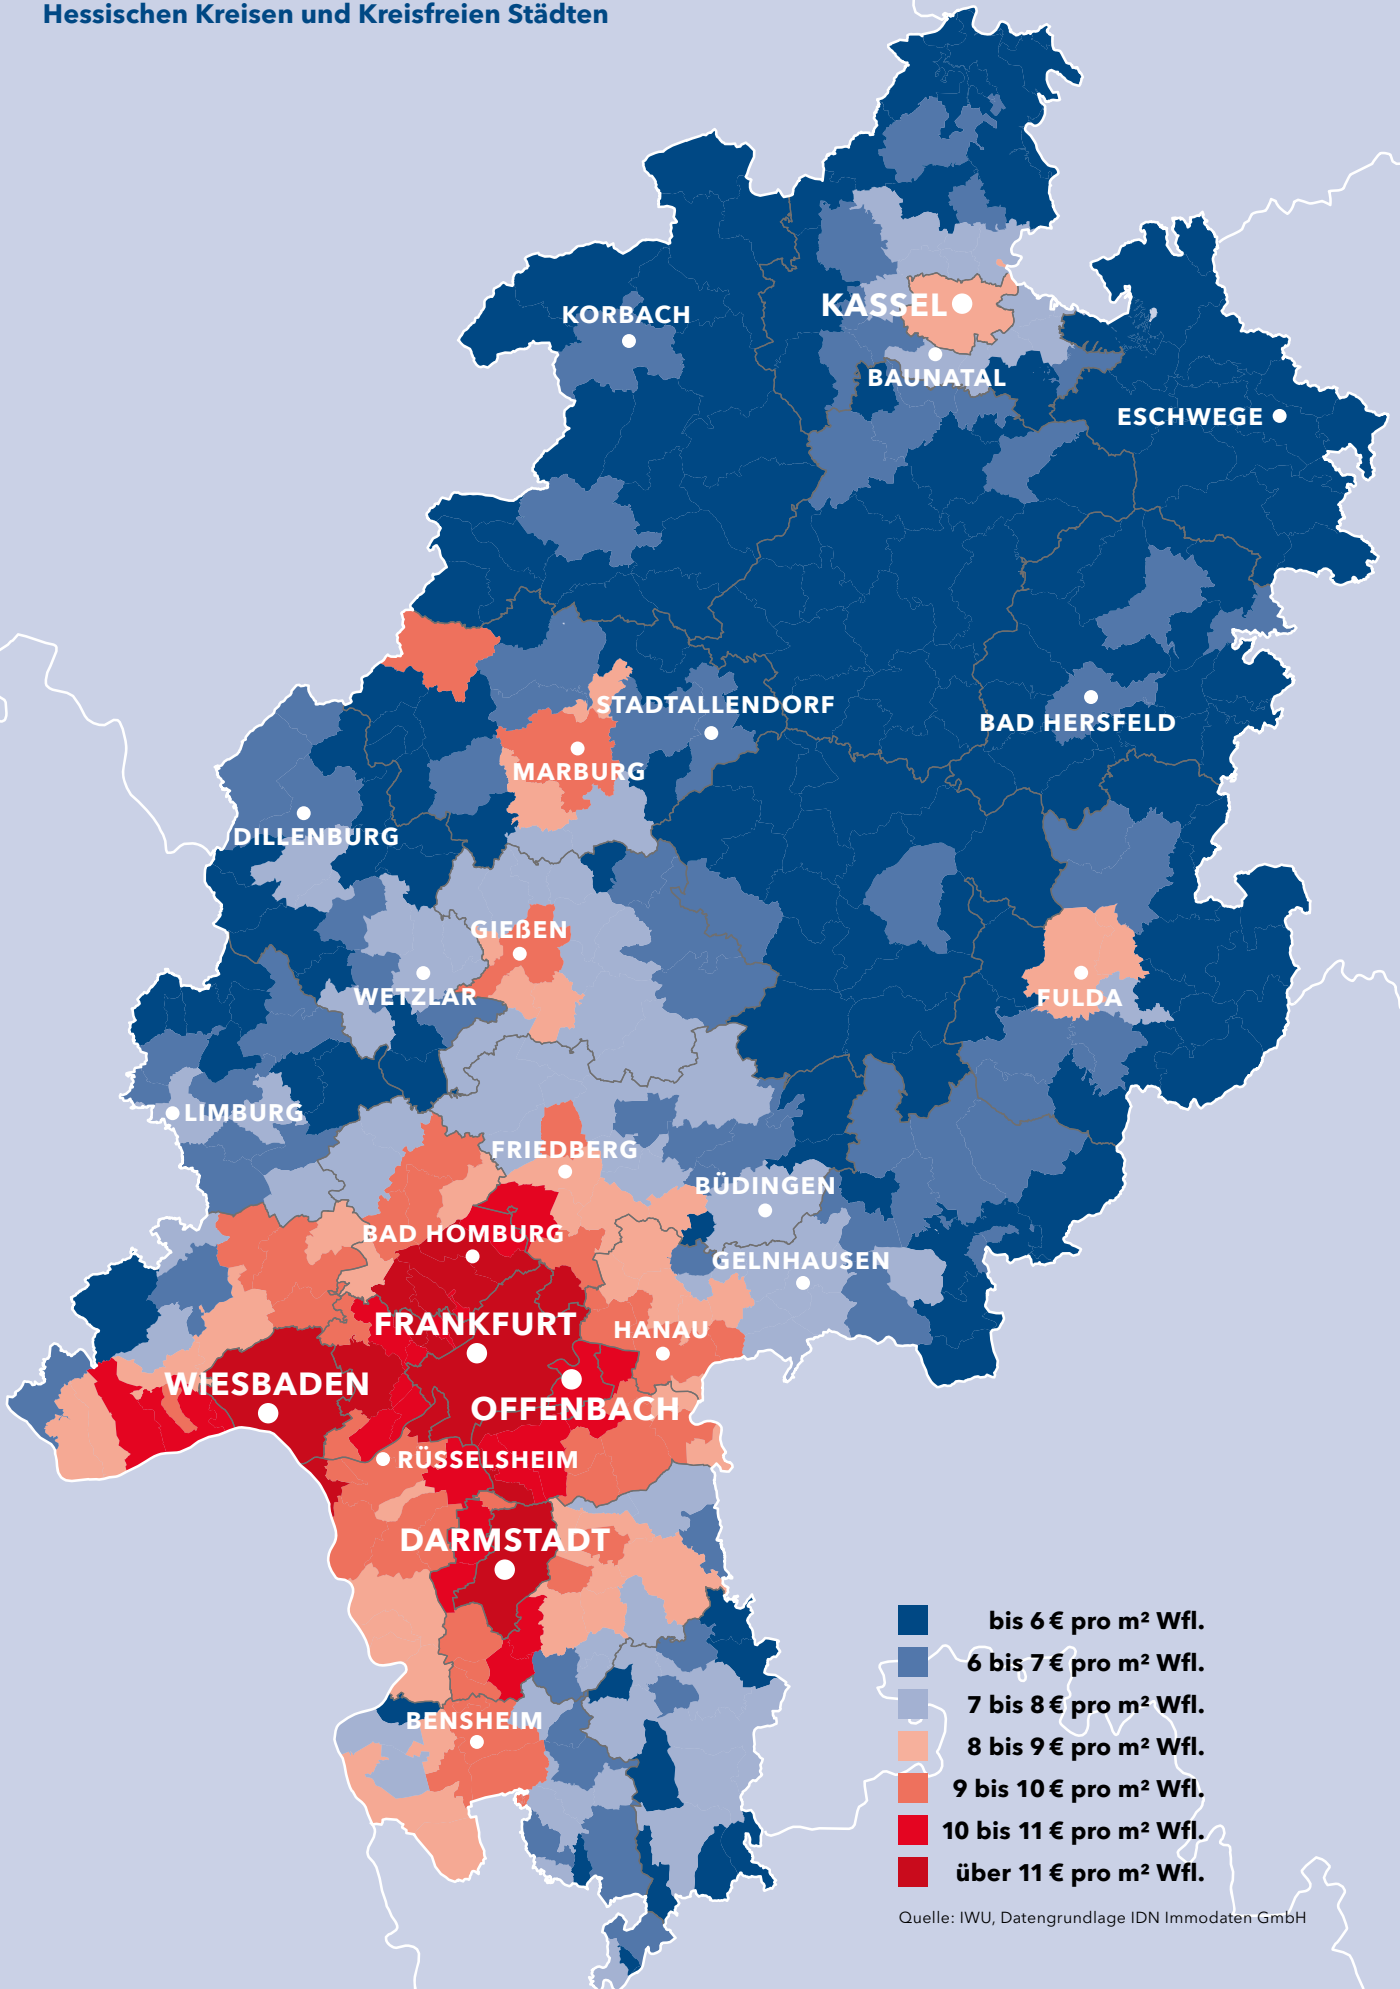 Hessischen Kreisen und Kreisfreien Städten
KASSEL
KORBACH
BAUNATAL
ESCHWEGE
STADTALLENDORF
BAD HERSFELD
MARBURG
DILLENBURG
GIEßEN
WETZLAR
FULDA
LIMBURG
FRIEDBERG
BÜDINGEN
BAD HOMBURG
GELNHAUSEN
FRANKFURT
HANAU
WIESBADEN
OFFENBACH
RÜSSELSHEIM
DARMSTADT
BENSHEIM
bis 6 € pro m² Wfl.
6 bis 7 € pro m² Wfl.
7 bis 8 € pro m² Wfl.
8 bis 9 € pro m² Wfl.
9 bis 10 € pro m² Wfl.
10 bis 11 € pro m² Wfl.
über 11 € pro m² Wfl.
Quelle: IWU, Datengrundlage IDN Immodaten GmbH